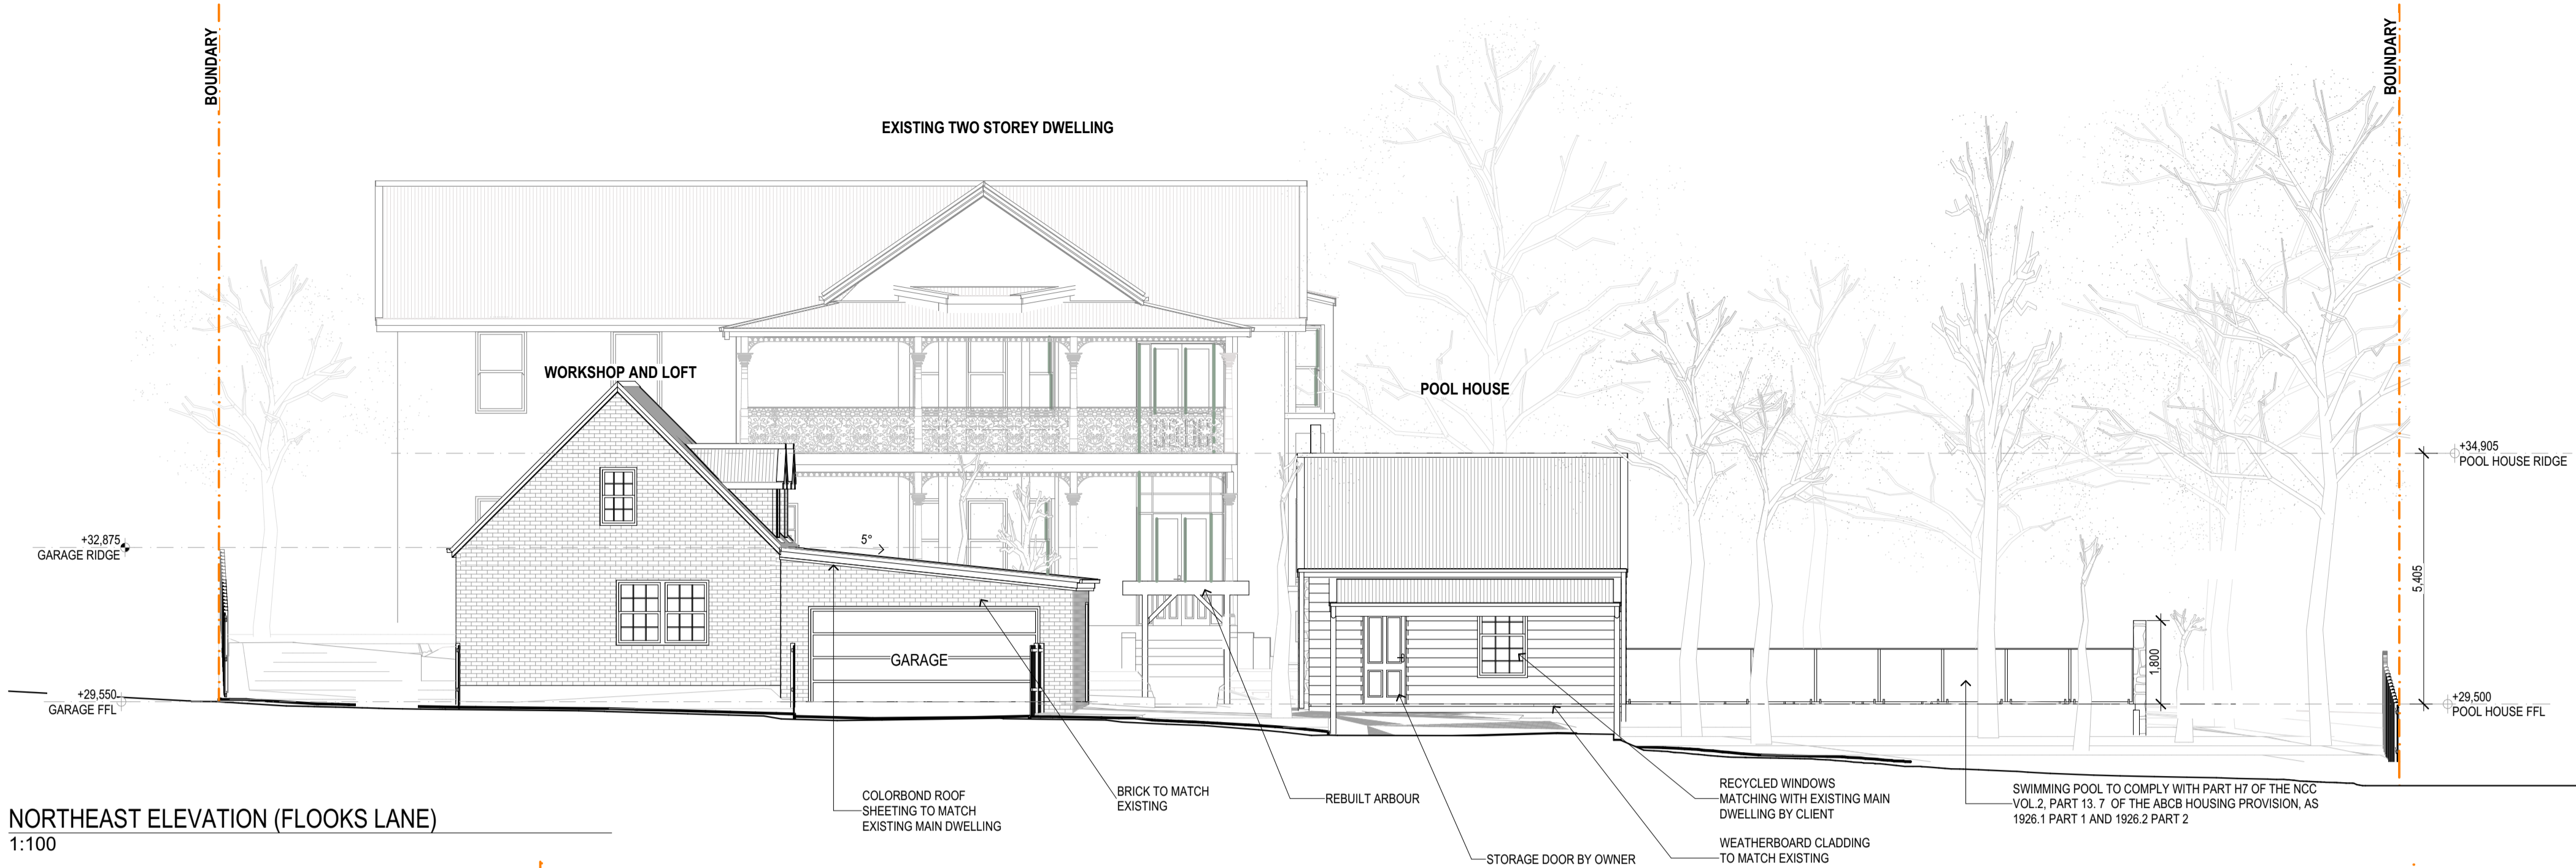 BOUNDARY
BOUNDARY
EXISTING TWO STOREY DWELLING
WORKSHOP AND LOFT
POOL HOUSE
+34,905
POOL HOUSE RIDGE
+32,875
GARAGE RIDGE
5°
5,405
1,800
GARAGE
+29,550
GARAGE FFL
+29,500
POOL HOUSE FFL
COLORBOND ROOF
SHEETING TO MATCH
EXISTING MAIN DWELLING
BRICK TO MATCH
EXISTING
REBUILT ARBOUR
RECYCLED WINDOWS
MATCHING WITH EXISTING MAIN
DWELLING BY CLIENT
SWIMMING POOL TO COMPLY WITH PART H7 OF THE NCC
VOL.2, PART 13. 7 OF THE ABCB HOUSING PROVISION, AS
1926.1 PART 1 AND 1926.2 PART 2
STORAGE DOOR BY OWNER
WEATHERBOARD CLADDING
TO MATCH EXISTING
NORTHEAST ELEVATION (FLOOKS LANE)
1:100